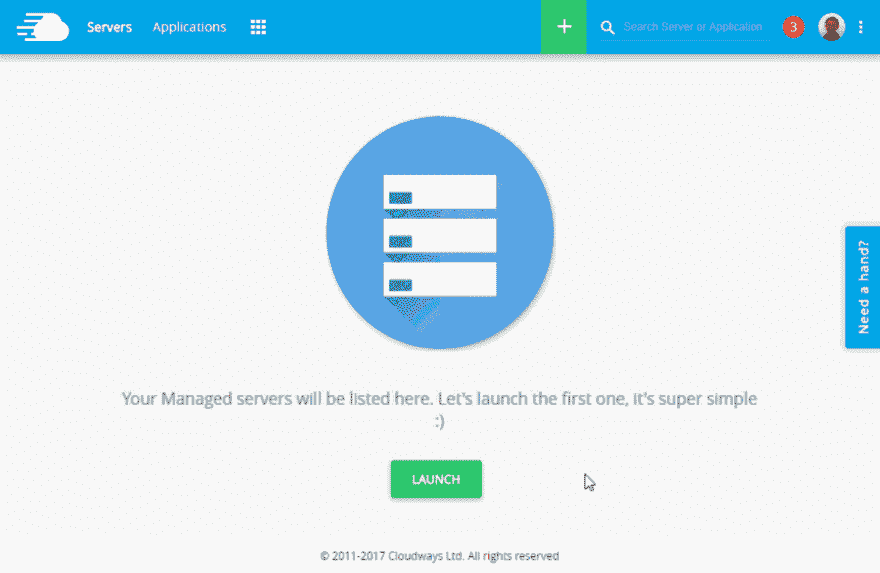 Servers Applications + Search Server or Application 3
Need a hand?
Your Managed servers will be listed here. Let's launch the first one, it's super simple
:)
LAUNCH
© 2011-2017 Cloudways Ltd. All rights reserved